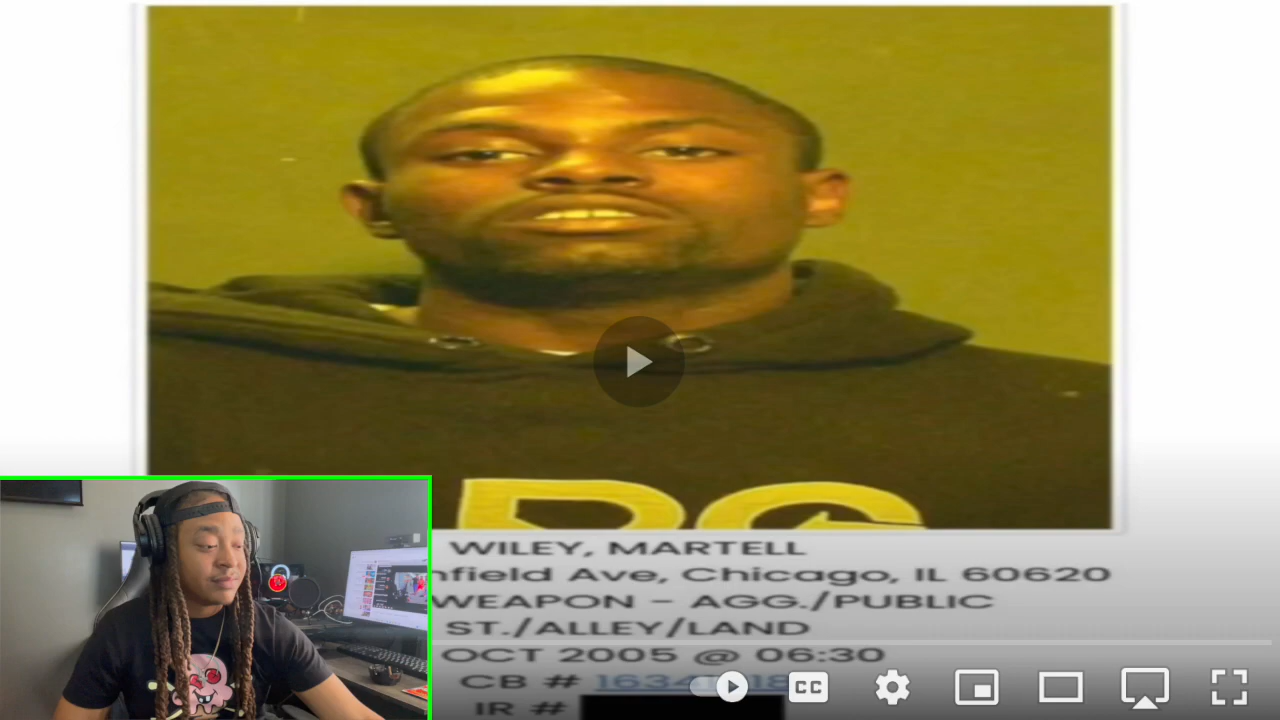 WILEY, MARTELL
nfield Ave, Chicago, IL 60620
WEAPON - AGG./PUBLIC
ST./ALLEY/LAND
OCT 2005 @ 06:30
CB #
IR #
CC